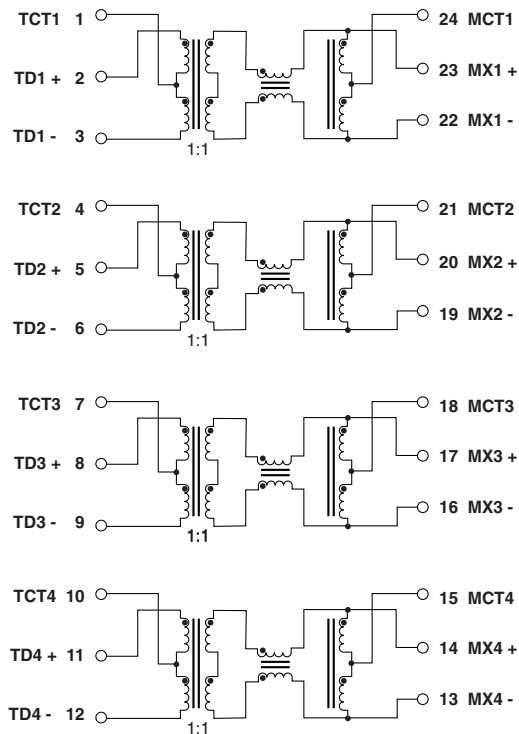 TCT1 1
24 MCT1
TD1 + 2
23 MX1 +
TD1 - 3
22 MX1 -
1:1
TCT2 4
21 MCT2
TD2 + 5
20 MX2 +
TD2 - 6
19 MX2 -
1:1
TCT3 7
18 MCT3
TD3 + 8
17 MX3 +
TD3 - 9
16 MX3 -
1:1
TCT4 10
15 MCT4
TD4 + 11
14 MX4 +
TD4 - 12
13 MX4 -
1:1